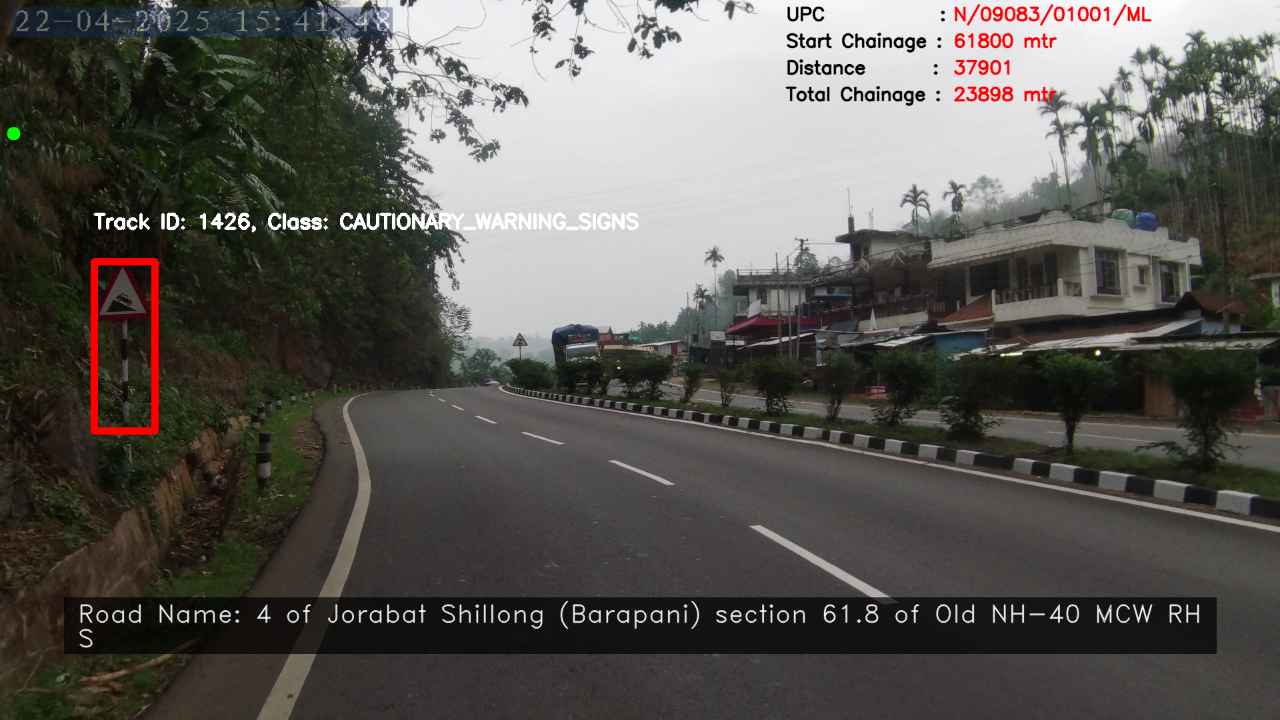 22-04-2025 15:41:48
UPC : N/09083/01001/ML
Start Chainage : 61800 mtr
Distance : 37901
Total Chainage : 23898 mtr
Track ID: 1426, Class: CAUTIONARY_WARNING_SIGNS
Road Name: 4 of Jorabat Shillong (Barapani) section 61.8 of Old NH-40 MCW RH
S